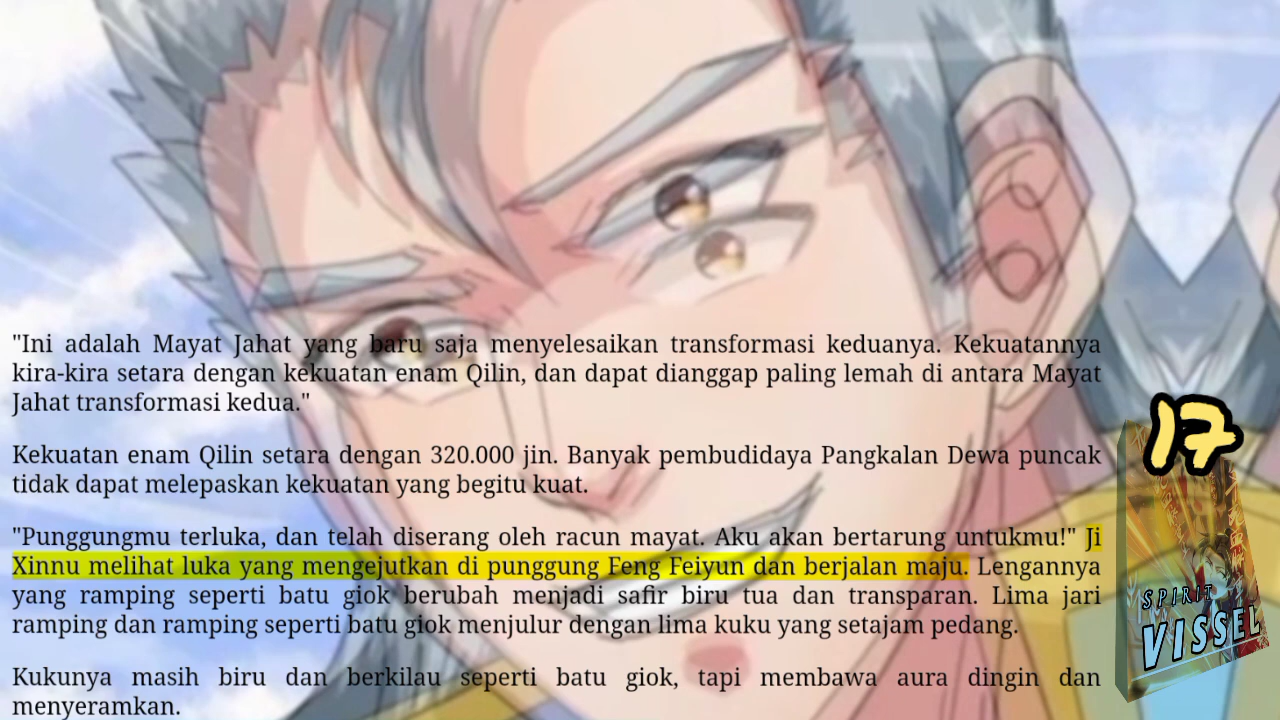 "Ini adalah Mayat Jahat yang baru saja menyelesaikan transformasi keduanya. Kekuatannya
kira-kira setara dengan kekuatan enam Qilin, dan dapat dianggap paling lemah di antara Mayat
Jahat transformasi kedua."
Kekuatan enam Qilin setara dengan 320.000 jin. Banyak pembudidaya Pangkalan Dewa puncak
tidak dapat melepaskan kekuatan yang begitu kuat.
"Punggungmu terluka, dan telah diserang oleh racun mayat. Aku akan bertarung untukmu!" Ji
Xinnu melihat luka yang mengejutkan di punggung Feng Feiyun dan berjalan maju. Lengannya
yang ramping seperti batu giok berubah menjadi safir biru tua dan transparan. Lima jari
ramping dan ramping seperti batu giok menjulur dengan lima kuku yang setajam pedang.
Kukunya masih biru dan berkilau seperti batu giok, tapi membawa aura dingin dan
menyeramkan.
17
SPIRIT
VISSEL